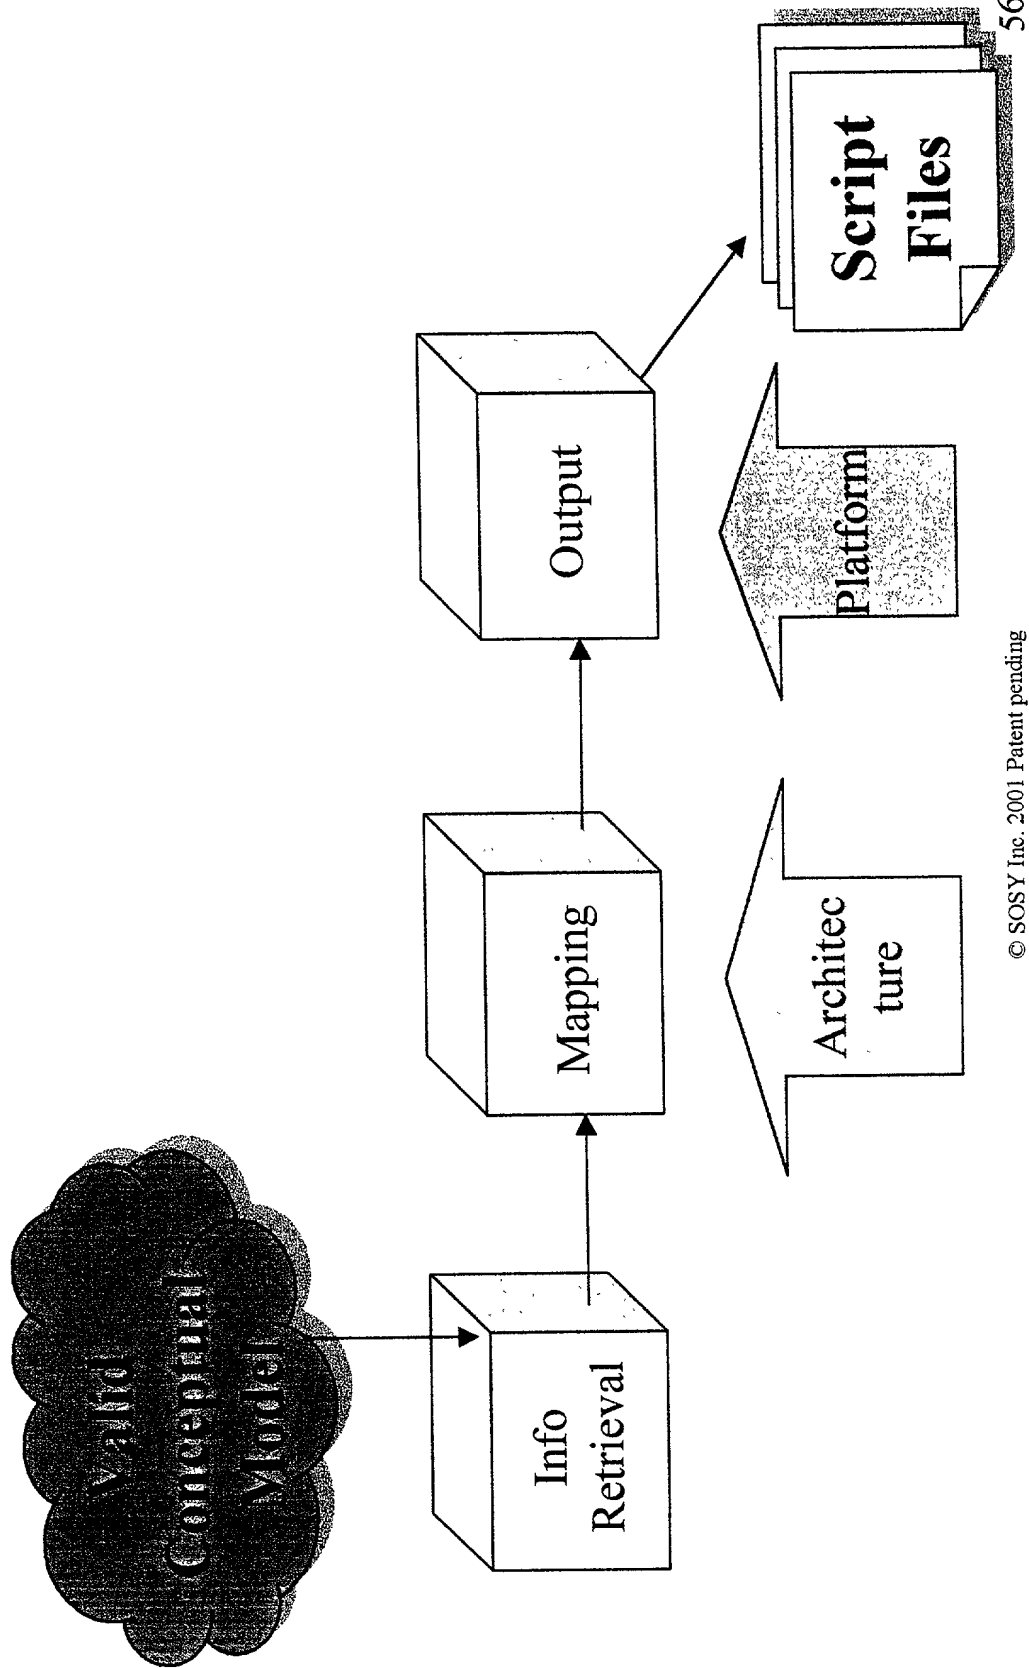 Valid
Conceptual
Model
Info
Retrieval
Mapping
Output
Architec
ture
Platform
Script
Files
© SOSY Inc. 2001 Patent pending
56